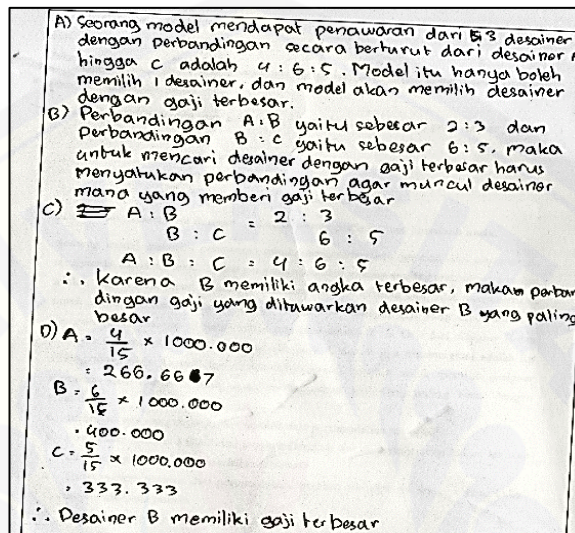 A) Seorang model mendapat penawaran dari 3 desainer
dengan perbandingan secara berturut dari desainer A
hingga C adalah 4 : 6 : 5. Model itu hanya boleh
memilih 1 desainer, dan model akan memilih desainer
dengan gaji terbesar.
B) Perbandingan A : B yaitu sebesar 2 : 3 dan
Perbandingan B : C yaitu sebesar 6 : 5, maka
untuk mencari desainer dengan gaji terbesar harus
menyatukan perbandingan agar muncul desainer
mana yang memberi gaji terbesar
C) A : B = 2 : 3
B : C 6 : 5
A : B : C = 4 : 6 : 5
∴ Karena B memiliki angka terbesar, maka perban
dingan gaji yang ditawarkan desainer B yang paling
besar
D) A = 4/15 × 1000.000
= 266.667
B = 6/15 × 1000.000
= 400.000
C = 5/15 × 1000.000
= 333.333
∴ Desainer B memiliki gaji terbesar